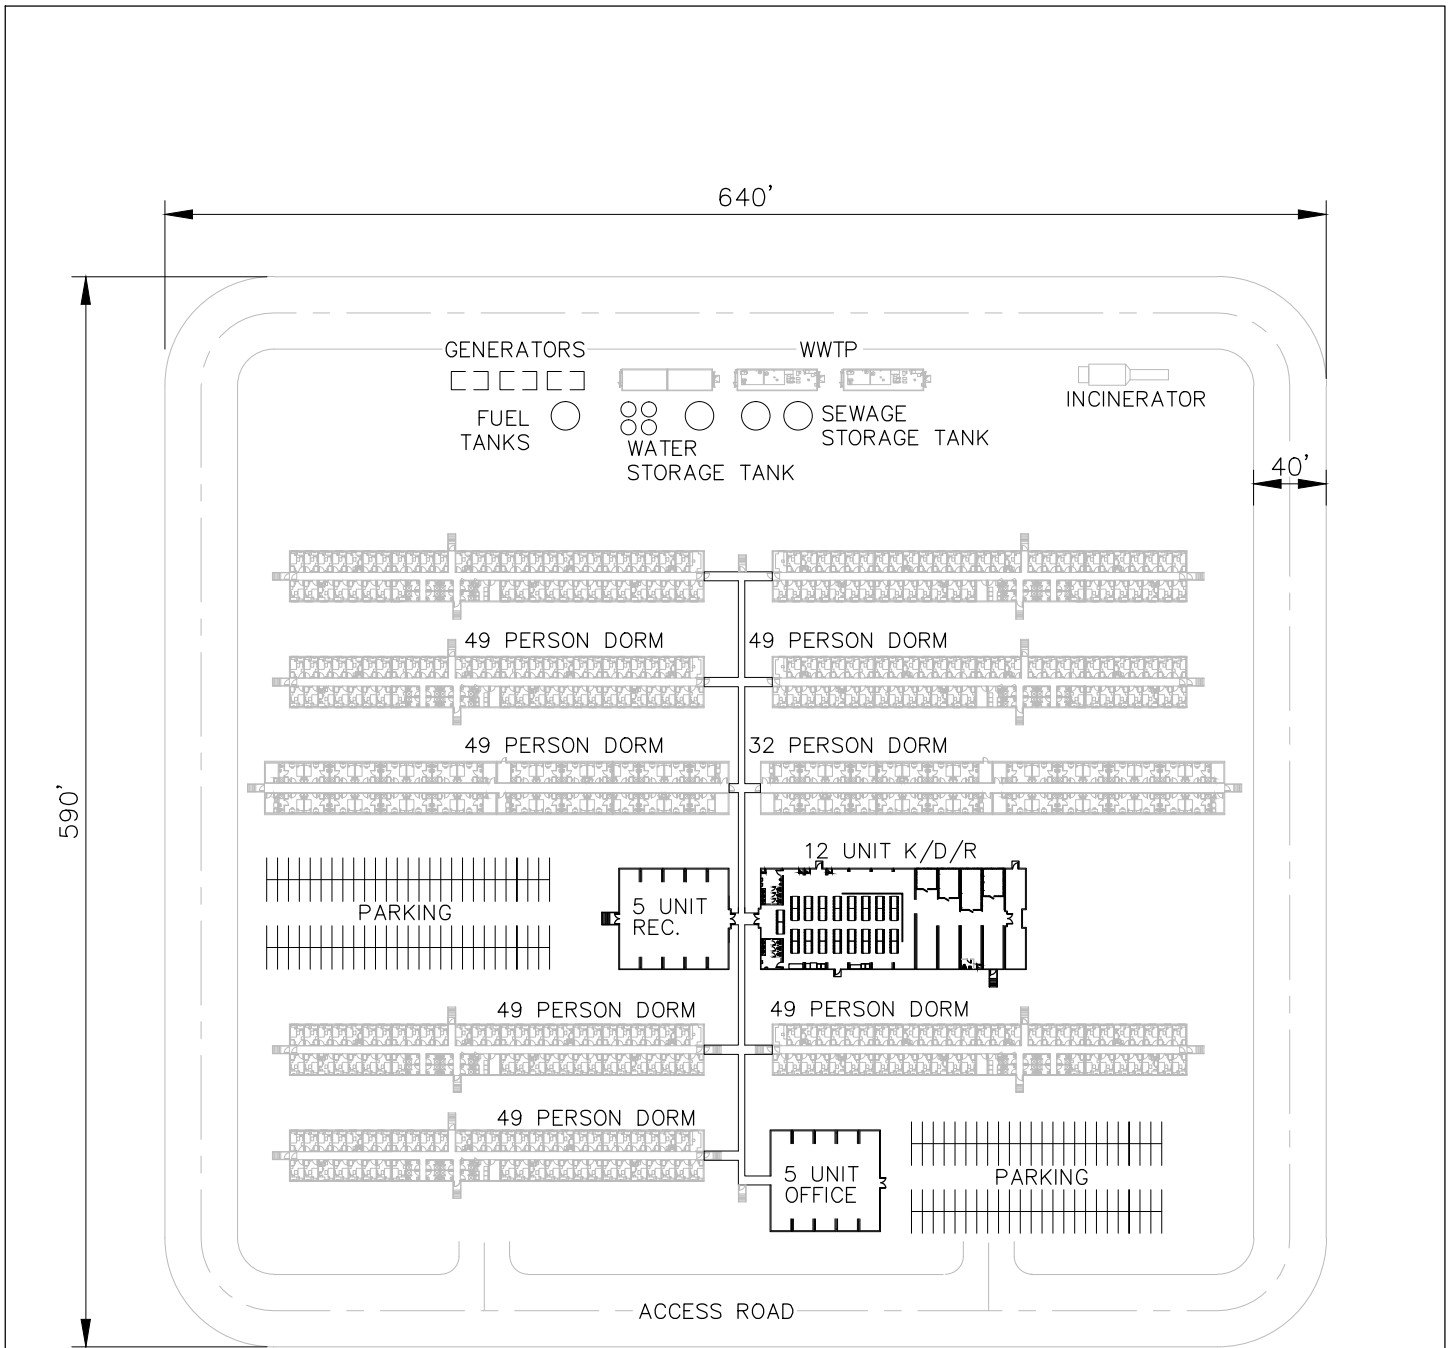 640'
GENERATORS
WWTP
INCINERATOR
FUEL
TANKS
SEWAGE
STORAGE TANK
WATER
STORAGE TANK
40'
49 PERSON DORM
49 PERSON DORM
49 PERSON DORM
32 PERSON DORM
590'
12 UNIT K/D/R
PARKING
5 UNIT
REC.
49 PERSON DORM
49 PERSON DORM
49 PERSON DORM
5 UNIT
OFFICE
PARKING
ACCESS ROAD